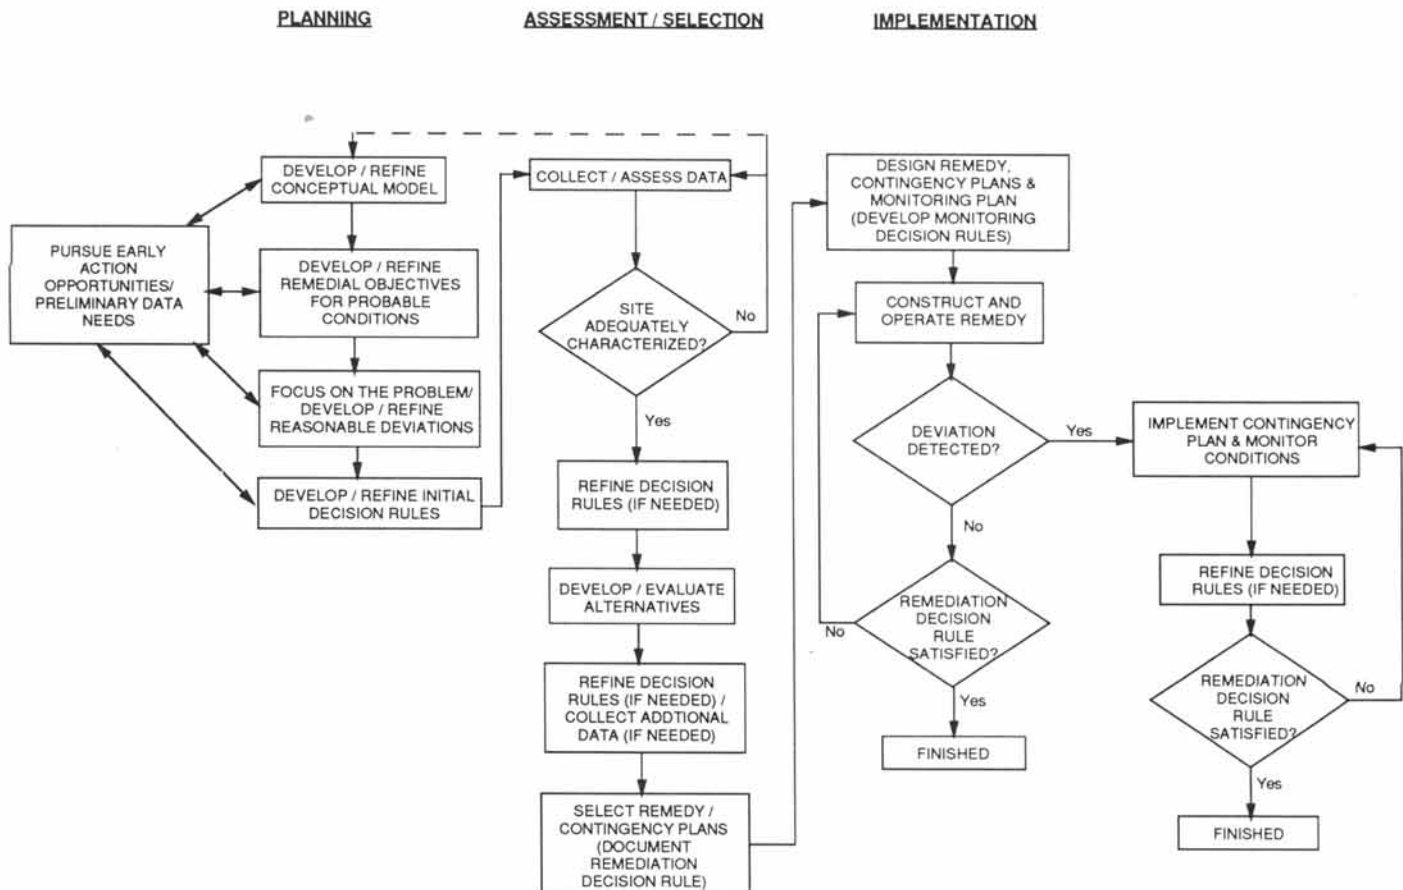 PLANNING
ASSESSMENT / SELECTION
IMPLEMENTATION
DEVELOP / REFINE
CONCEPTUAL MODEL
PURSUE EARLY
ACTION
OPPORTUNITIES/
PRELIMINARY DATA
NEEDS
DEVELOP / REFINE
REMEDIAL OBJECTIVES
FOR PROBABLE
CONDITIONS
FOCUS ON THE PROBLEM/
DEVELOP / REFINE
REASONABLE DEVIATIONS
DEVELOP / REFINE INITIAL
DECISION RULES
COLLECT / ASSESS DATA
SITE
ADEQUATELY
CHARACTERIZED?
No
Yes
REFINE DECISION
RULES (IF NEEDED)
DEVELOP / EVALUATE
ALTERNATIVES
REFINE DECISION
RULES (IF NEEDED) /
COLLECT ADDTIONAL
DATA (IF NEEDED)
SELECT REMEDY /
CONTINGENCY PLANS
(DOCUMENT
REMEDIATION
DECISION RULE)
DESIGN REMEDY,
CONTINGENCY PLANS &
MONITORING PLAN
(DEVELOP MONITORING
DECISION RULES)
CONSTRUCT AND
OPERATE REMEDY
DEVIATION
DETECTED?
Yes
No
REMEDIATION
DECISION
RULE
SATISFIED?
No
Yes
FINISHED
IMPLEMENT CONTINGENCY
PLAN & MONITOR
CONDITIONS
REFINE DECISION
RULES (IF NEEDED)
REMEDIATION
DECISION
RULE
SATISFIED?
No
Yes
FINISHED